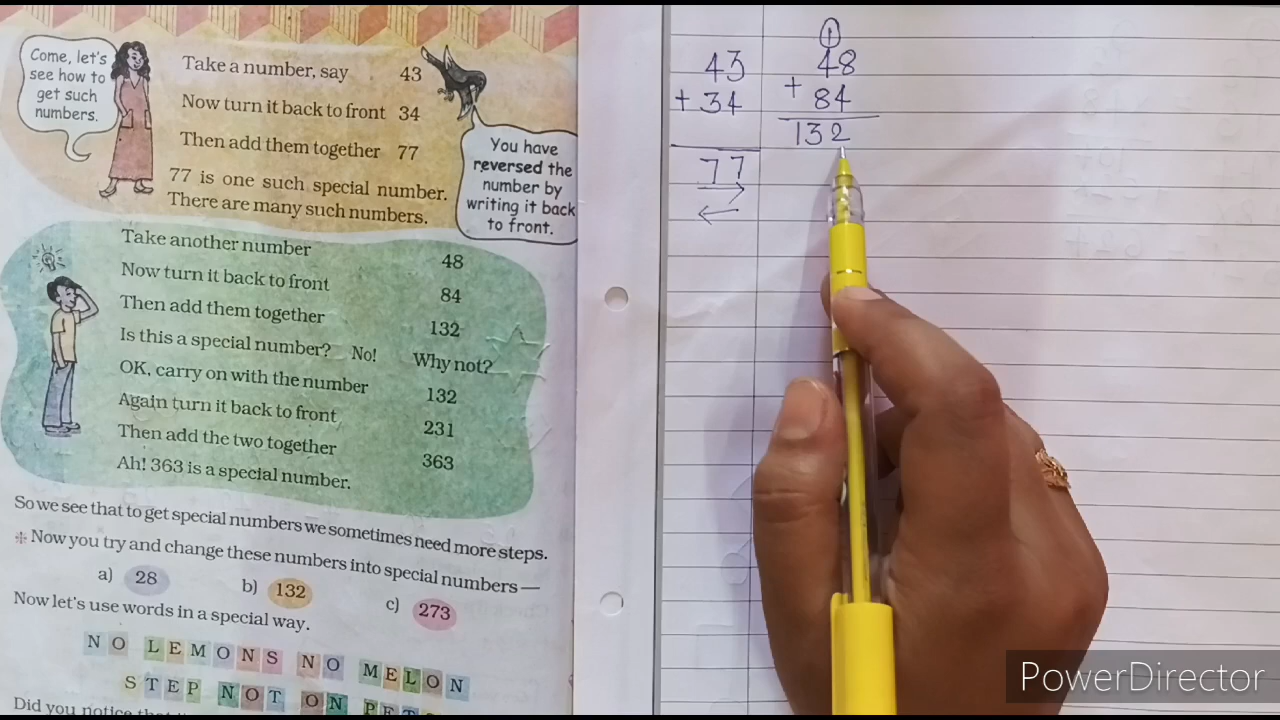 Come, let's
see how to
get such
numbers.
Take a number, say 43
Now turn it back to front 34
Then add them together 77
77 is one such special number.
There are many such numbers.
You have
reversed the
number by
writing it back
to front.
Take another number 48
Now turn it back to front 84
Then add them together 132
Is this a special number? No! Why not?
OK, carry on with the number 132
Again turn it back to front 231
Then add the two together 363
Ah! 363 is a special number.
So we see that to get special numbers we sometimes need more steps.
* Now you try and change these numbers into special numbers —
a) 28 b) 132 c) 273
Now let's use words in a special way.
NO LEMONS NO MELON
STEP NOT ON PETS
Did you notice that
43
+ 34
77
1
48
+ 84
132
PowerDirector